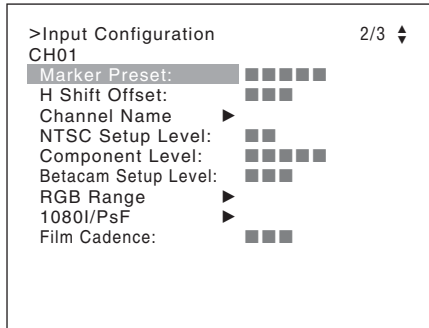 >Input Configuration 2/3
CH01
Marker Preset: ■■■■■
H Shift Offset: ■■■
Channel Name ►
NTSC Setup Level: ■■
Component Level: ■■■■■
Betacam Setup Level: ■■■
RGB Range ►
1080I/PsF ►
Film Cadence: ■■■